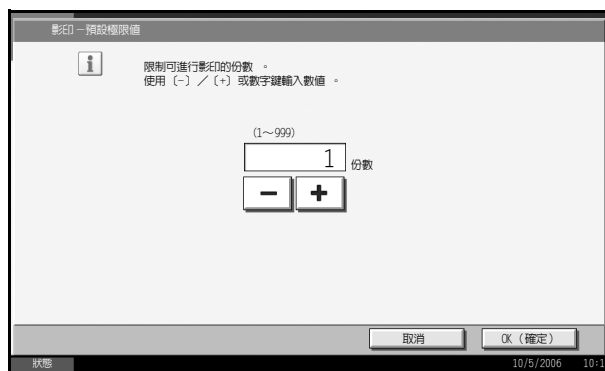 影印－預設極限值
限制可進行影印的份數 。
使用〔-〕／〔+〕或數字鍵輸入數值 。
(1～999)
1 份數
取消 OK（確定）
狀態 10/5/2006 10:1